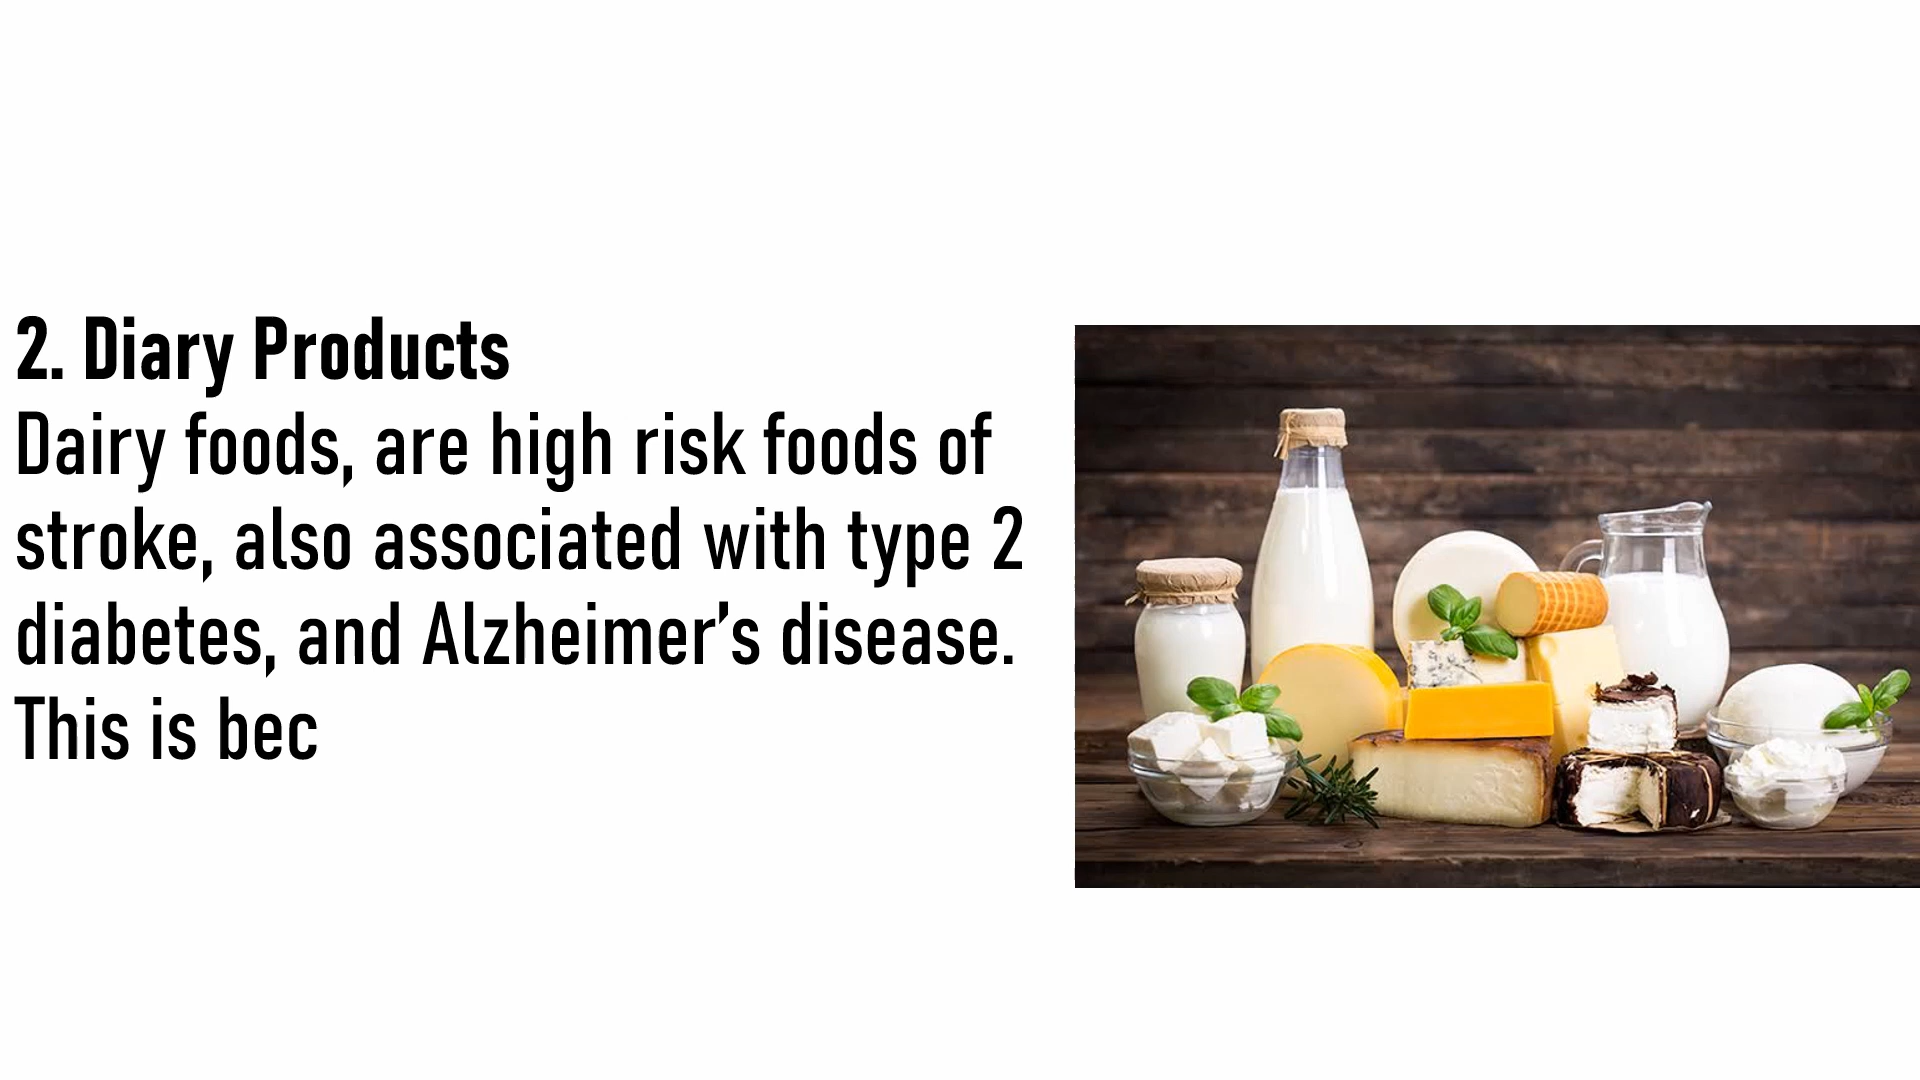 2. Diary Products
Dairy foods, are high risk foods of
stroke, also associated with type 2
diabetes, and Alzheimer’s disease.
This is bec